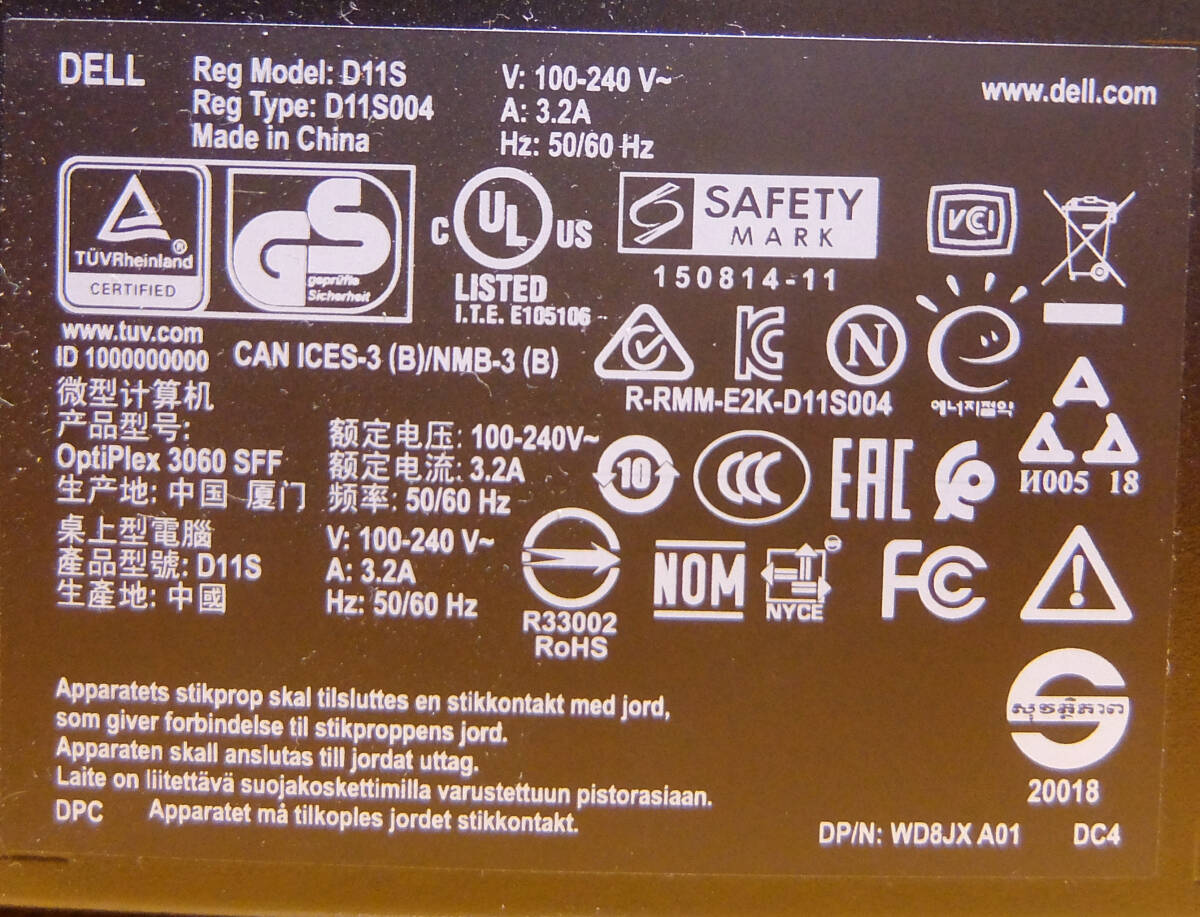 DELL
Reg Model: D11S
Reg Type: D11S004
Made in China
V: 100-240 V~
A: 3.2A
Hz: 50/60 Hz
www.dell.com
TÜVRheinland ®
CERTIFIED
GS
geprüfte
Sicherheit
C UL US
LISTED
I.T.E. E105106
SAFETY
MARK
150814-11
VCI
www.tuv.com
ID 1000000000
CAN ICES-3 (B)/NMB-3 (B)
N
R-RMM-E2K-D11S004
에너지절약
微型计算机
产品型号:
OptiPlex 3060 SFF
生产地: 中国 厦门
额定电压: 100-240V~
额定电流: 3.2A
频率: 50/60 Hz
10
CCC
EAC
И005 18
桌上型電腦
產品型號: D11S
生產地: 中國
V: 100-240 V~
A: 3.2A
Hz: 50/60 Hz
R33002
RoHS
NOM
NYCE
FC
Apparatets stikprop skal tilsluttes en stikkontakt med jord,
som giver forbindelse til stikproppens jord.
Apparaten skall anslutas till jordat uttag.
Laite on liitettävä suojakoskettimilla varustettuun pistorasiaan.
DPC Apparatet må tilkoples jordet stikkontakt.
20018
DP/N: WD8JX A01 DC4